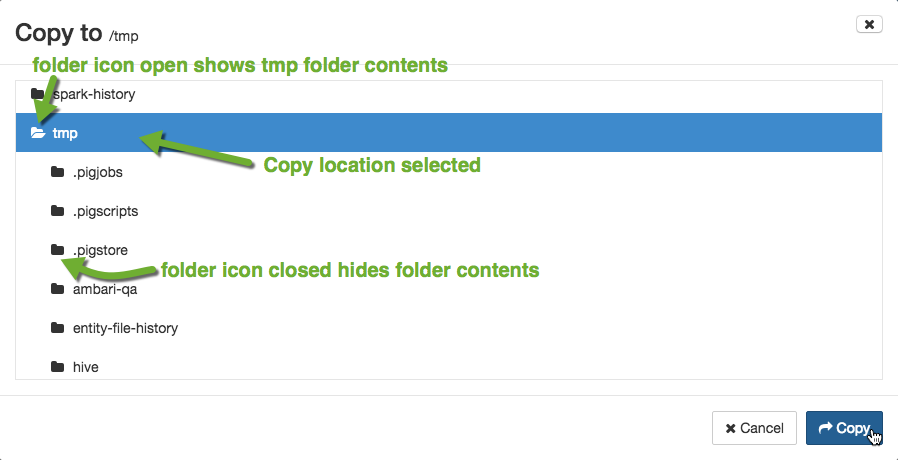 Copy to /tmp
folder icon open shows tmp folder contents
spark-history
tmp
Copy location selected
.pigjobs
.pigscripts
.pigstore
folder icon closed hides folder contents
ambari-qa
entity-file-history
hive
Cancel
Copy